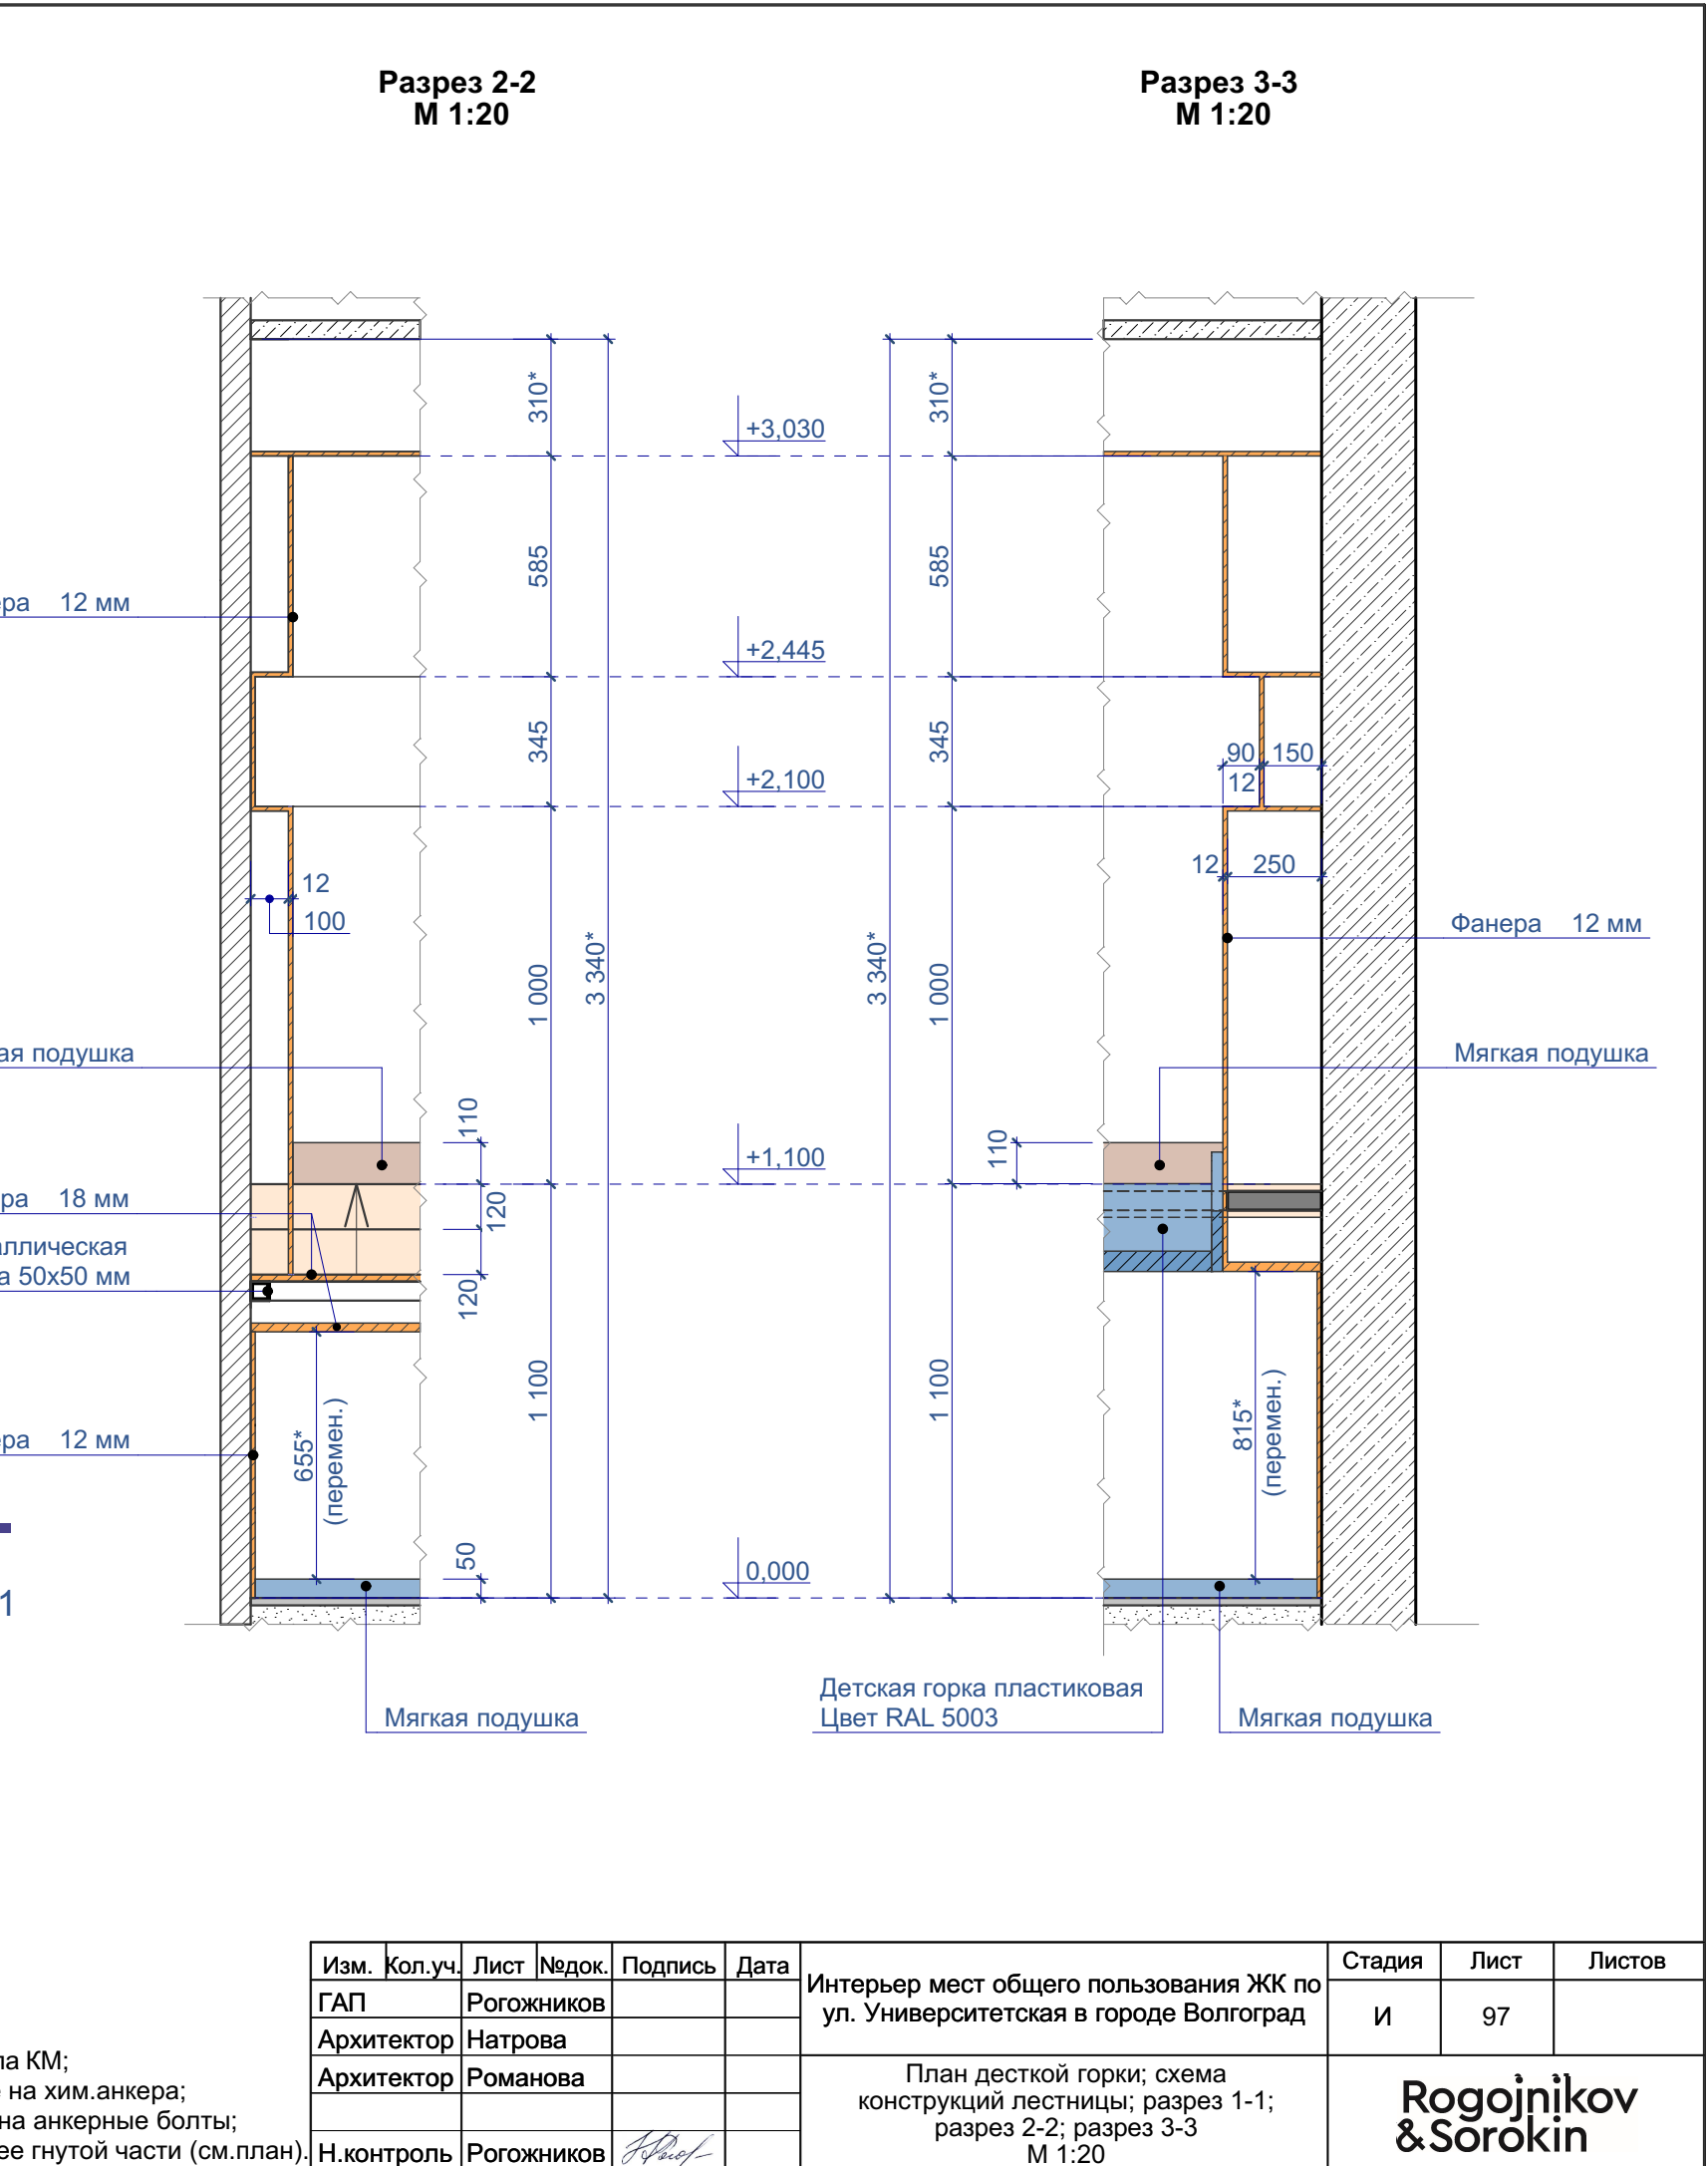 Разрез 2-2
М 1:20
Разрез 3-3
М 1:20
310*
585
345
1 000
1 100
3 340*
+3,030
+2,445
+2,100
+1,100
0,000
3 340*
310*
585
345
1 000
1 100
12 мм
12
100
подушка
110
120
120
18 мм
50х50 мм
12 мм
655*
(перемен.)
50
1
Мягкая подушка
90
150
12
12
250
Фанера 12 мм
Мягкая подушка
110
815*
(перемен.)
Детская горка пластиковая
Цвет RAL 5003
Мягкая подушка
КМ;
на хим.анкера;
на анкерные болты;
гнутой части (см.план).
Изм. Кол.уч. Лист №док. Подпись Дата
ГАП Рогожников
Архитектор Натрова
Архитектор Романова
Н.контроль Рогожников
Интерьер мест общего пользования ЖК по
ул. Университетская в городе Волгоград
План десткой горки; схема
конструкций лестницы; разрез 1-1;
разрез 2-2; разрез 3-3
М 1:20
Стадия Лист Листов
И 97
Rogojnikov
&Sorokin